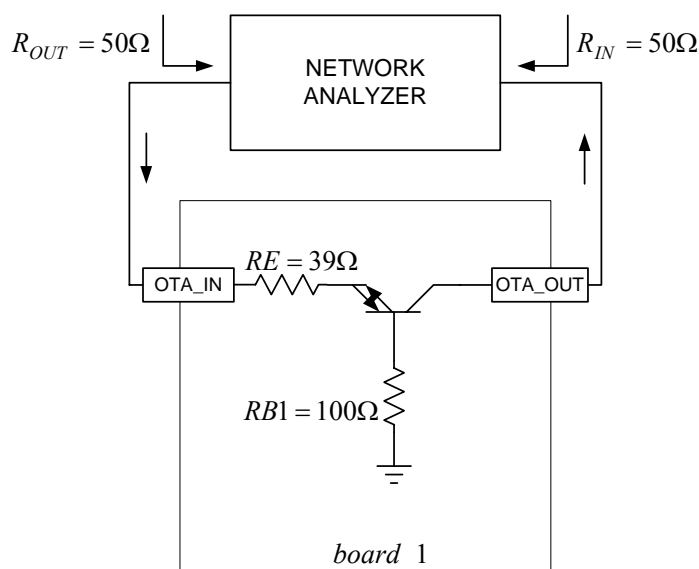 R_OUT = 50Ω
R_IN = 50Ω
NETWORK
ANALYZER
RE = 39Ω
OTA_IN
OTA_OUT
RB1 = 100Ω
board 1